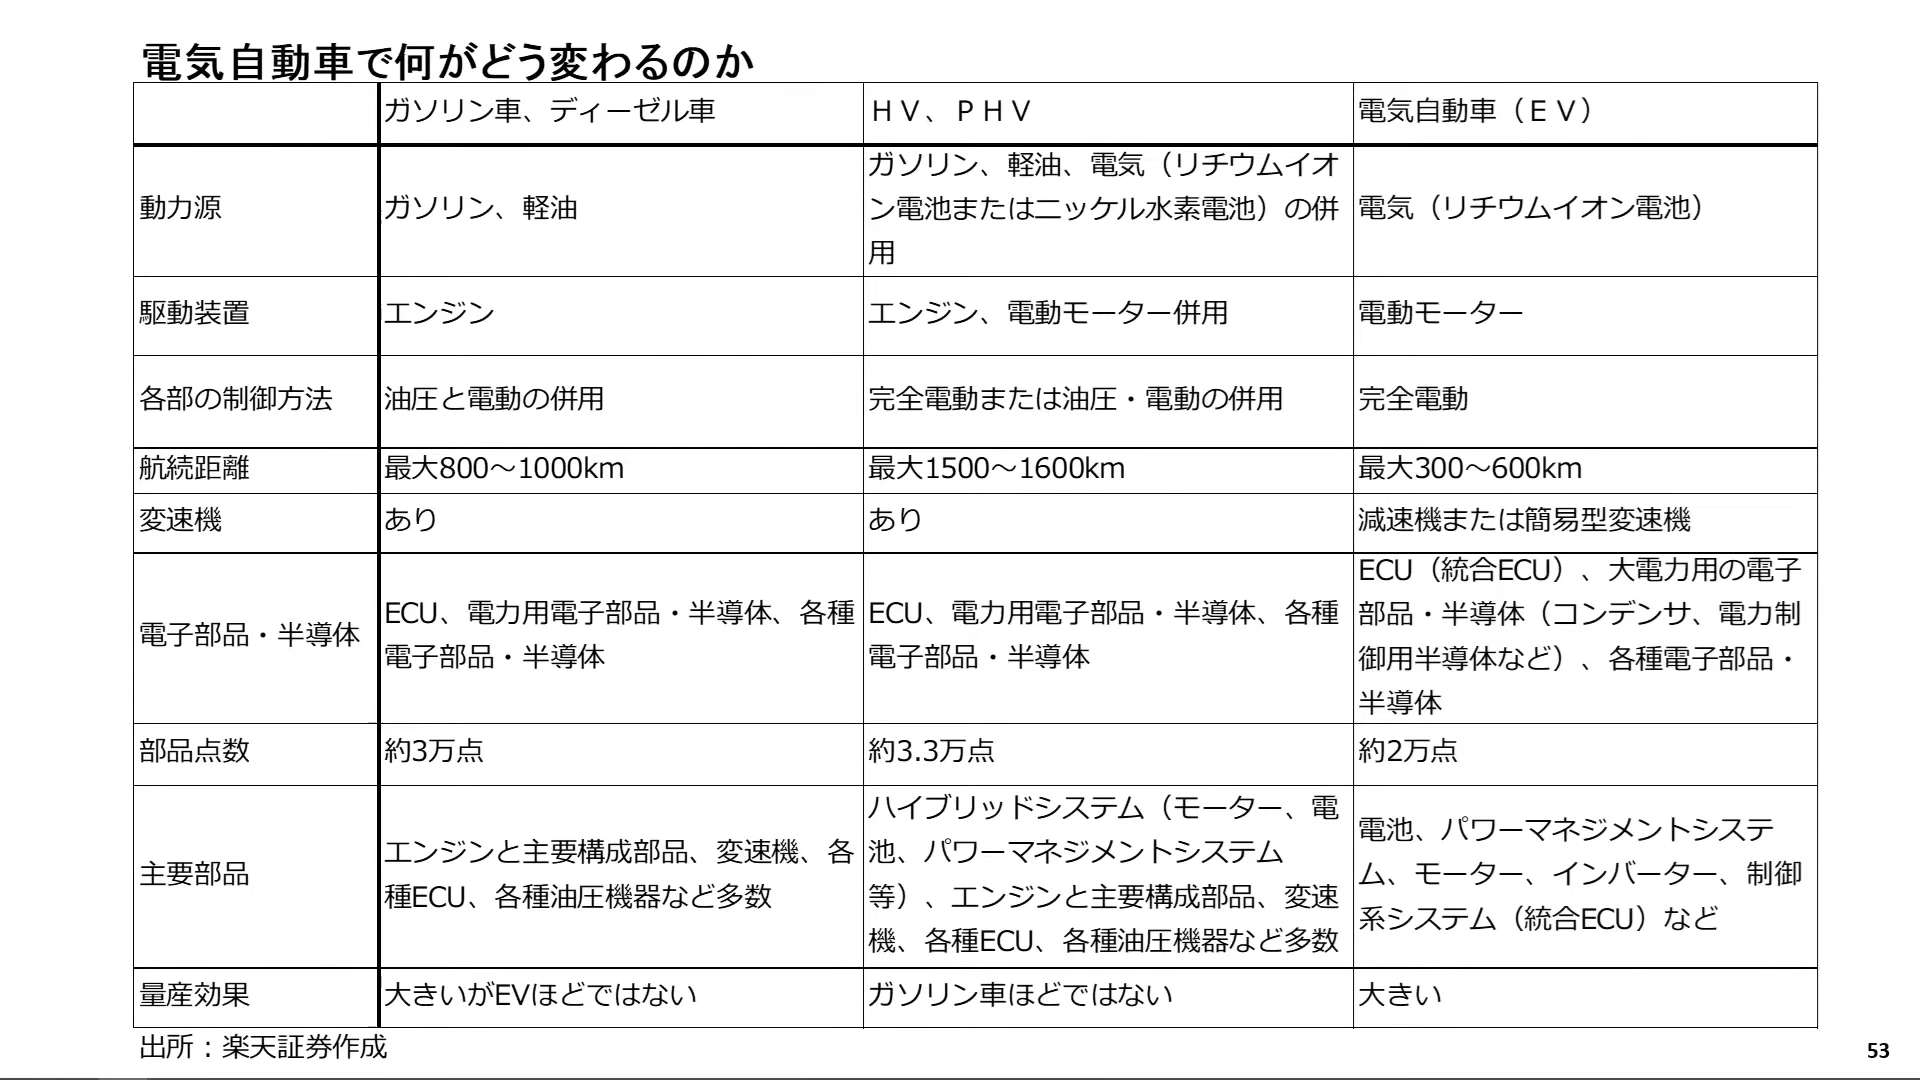 電気自動車で何がどう変わるのか
ガソリン車、ディーゼル車
ＨＶ、ＰＨＶ
電気自動車（ＥＶ）
動力源
ガソリン、軽油
ガソリン、軽油、電気（リチウムイオ
ン電池またはニッケル水素電池）の併
用
電気（リチウムイオン電池）
駆動装置
エンジン
エンジン、電動モーター併用
電動モーター
各部の制御方法
油圧と電動の併用
完全電動または油圧・電動の併用
完全電動
航続距離
最大800～1000km
最大1500～1600km
最大300～600km
変速機
あり
あり
減速機または簡易型変速機
電子部品・半導体
ECU、電力用電子部品・半導体、各種
電子部品・半導体
ECU、電力用電子部品・半導体、各種
電子部品・半導体
ECU（統合ECU）、大電力用の電子
部品・半導体（コンデンサ、電力制
御用半導体など）、各種電子部品・
半導体
部品点数
約3万点
約3.3万点
約2万点
主要部品
エンジンと主要構成部品、変速機、各
種ECU、各種油圧機器など多数
ハイブリッドシステム（モーター、電
池、パワーマネジメントシステム
等）、エンジンと主要構成部品、変速
機、各種ECU、各種油圧機器など多数
電池、パワーマネジメントシステ
ム、モーター、インバーター、制御
系システム（統合ECU）など
量産効果
大きいがEVほどではない
ガソリン車ほどではない
大きい
出所：楽天証券作成
53